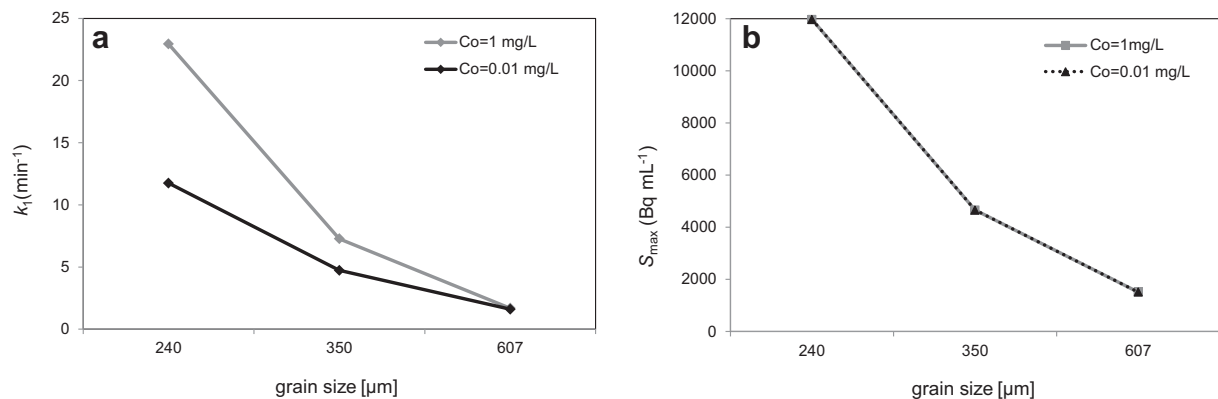 a
Co=1 mg/L
Co=0.01 mg/L
25
20
15
10
5
0
k₁(min⁻¹)
240 350 607
grain size [µm]
b
Co=1mg/L
Co=0.01 mg/L
12000
10000
8000
6000
4000
2000
0
Sₘₐₓ (Bq mL⁻¹)
240 350 607
grain size [µm]